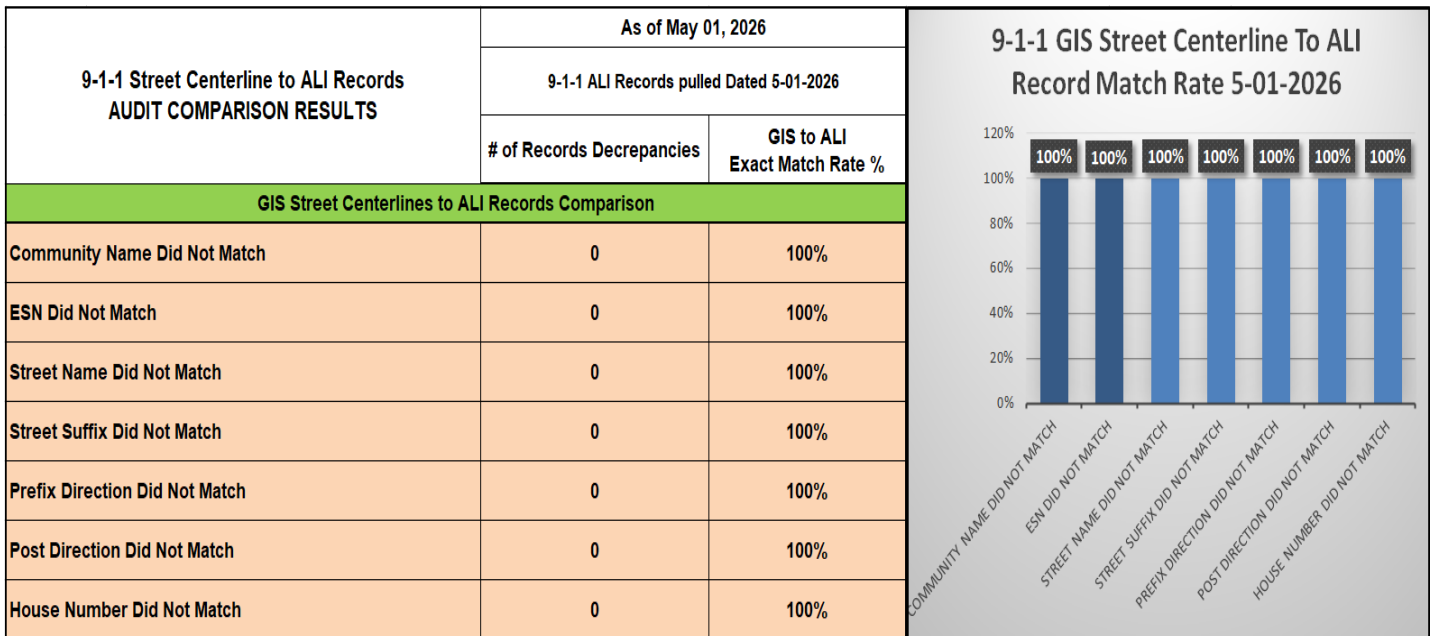 9-1-1 Street Centerline to ALI Records
AUDIT COMPARISON RESULTS
As of May 01, 2026
9-1-1 ALI Records pulled Dated 5-01-2026
# of Records Decrepancies
GIS to ALI
Exact Match Rate %
GIS Street Centerlines to ALI Records Comparison
Community Name Did Not Match 0 100%
ESN Did Not Match 0 100%
Street Name Did Not Match 0 100%
Street Suffix Did Not Match 0 100%
Prefix Direction Did Not Match 0 100%
Post Direction Did Not Match 0 100%
House Number Did Not Match 0 100%
9-1-1 GIS Street Centerline To ALI
Record Match Rate 5-01-2026
120%
100%
80%
60%
40%
20%
0%
100% 100% 100% 100% 100% 100% 100%
COMMUNITY NAME DID NOT MATCH
ESN DID NOT MATCH
STREET NAME DID NOT MATCH
STREET SUFFIX DID NOT MATCH
PREFIX DIRECTION DID NOT MATCH
POST DIRECTION DID NOT MATCH
HOUSE NUMBER DID NOT MATCH